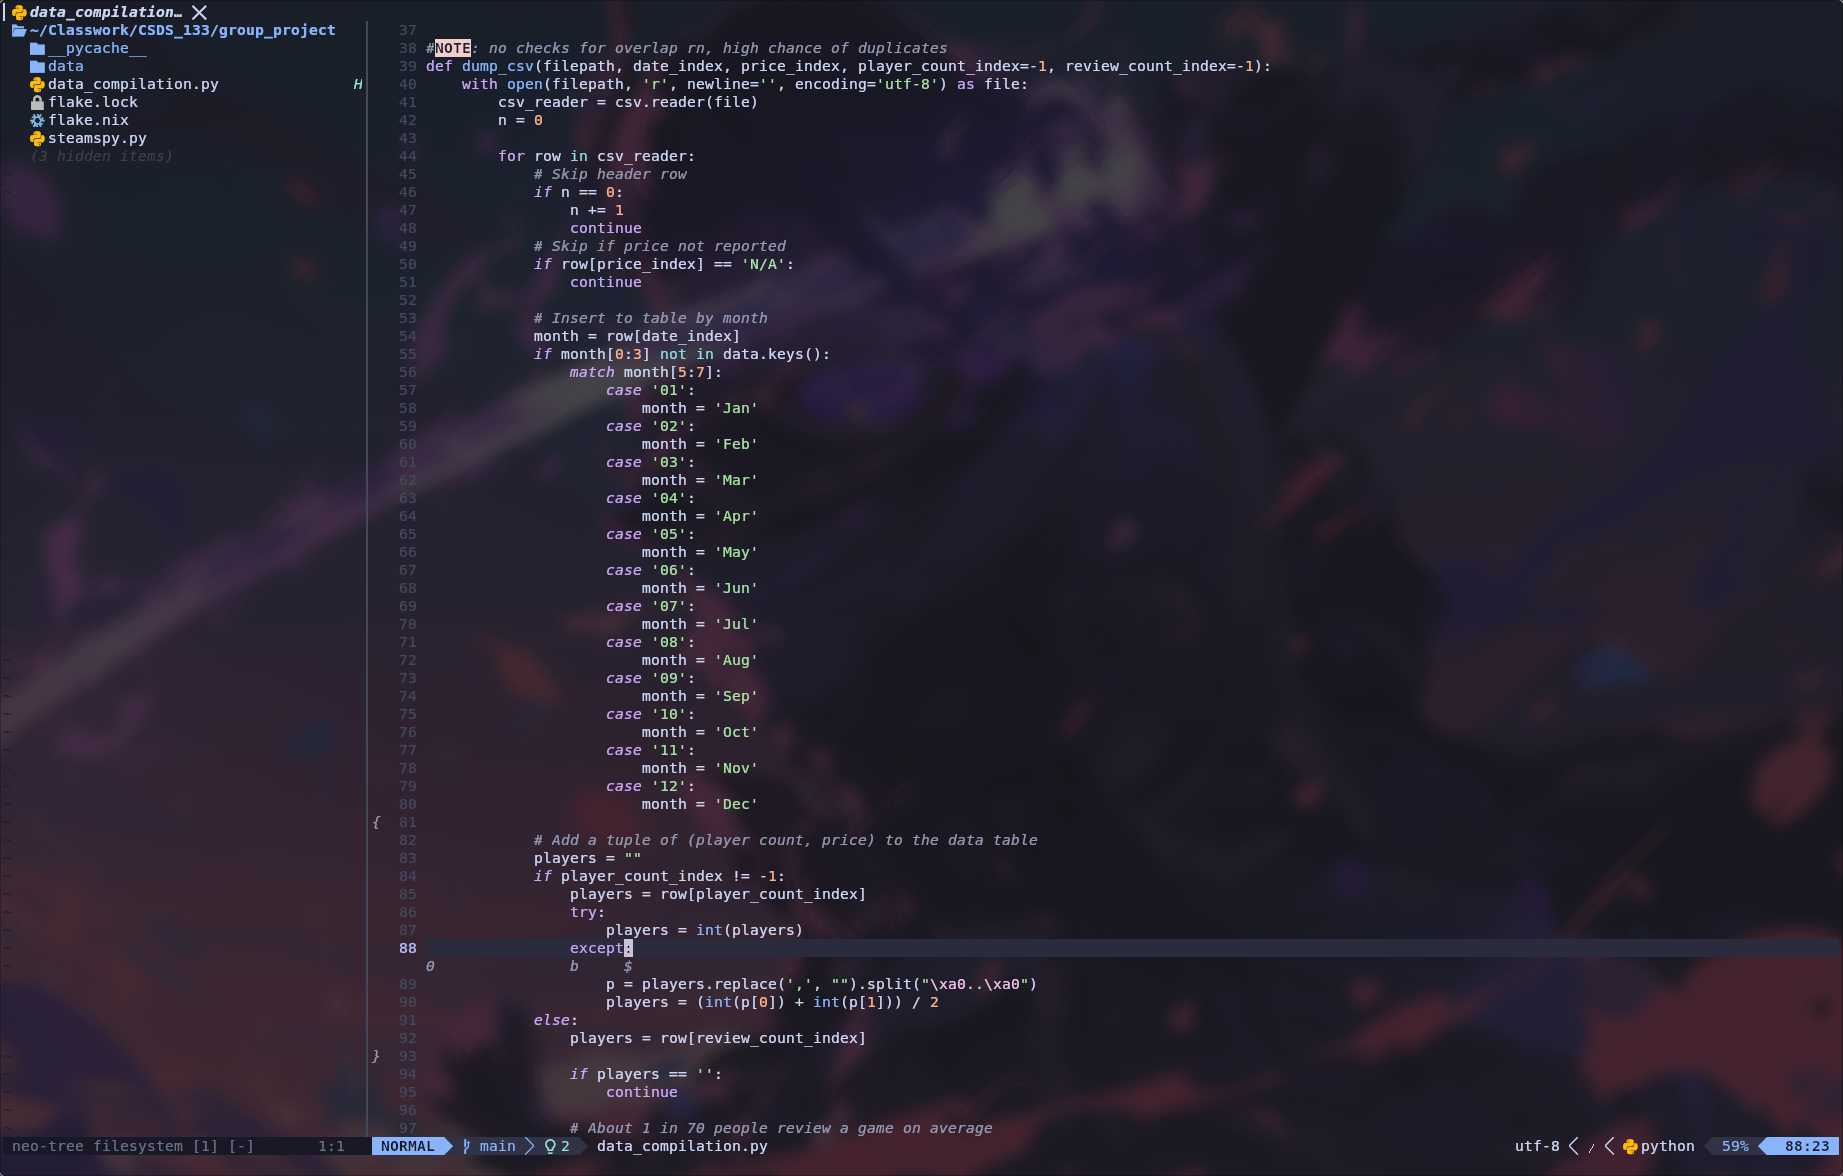 data_compilation…
~/Classwork/CSDS_133/group_project
__pycache__
data
data_compilation.py H
flake.lock
flake.nix
steamspy.py
(3 hidden items)
37
38 #NOTE: no checks for overlap rn, high chance of duplicates
39 def dump_csv(filepath, date_index, price_index, player_count_index=-1, review_count_index=-1):
40     with open(filepath, 'r', newline='', encoding='utf-8') as file:
41         csv_reader = csv.reader(file)
42         n = 0
43
44         for row in csv_reader:
45             # Skip header row
46             if n == 0:
47                 n += 1
48                 continue
49             # Skip if price not reported
50             if row[price_index] == 'N/A':
51                 continue
52
53             # Insert to table by month
54             month = row[date_index]
55             if month[0:3] not in data.keys():
56                 match month[5:7]:
57                     case '01':
58                         month = 'Jan'
59                     case '02':
60                         month = 'Feb'
61                     case '03':
62                         month = 'Mar'
63                     case '04':
64                         month = 'Apr'
65                     case '05':
66                         month = 'May'
67                     case '06':
68                         month = 'Jun'
69                     case '07':
70                         month = 'Jul'
71                     case '08':
72                         month = 'Aug'
73                     case '09':
74                         month = 'Sep'
75                     case '10':
76                         month = 'Oct'
77                     case '11':
78                         month = 'Nov'
79                     case '12':
80                         month = 'Dec'
{ 81
82             # Add a tuple of (player count, price) to the data table
83             players = ""
84             if player_count_index != -1:
85                 players = row[player_count_index]
86                 try:
87                     players = int(players)
88                 except:
0 b $
89                     p = players.replace(',', "").split("\xa0..\xa0")
90                     players = (int(p[0]) + int(p[1])) / 2
91             else:
92                 players = row[review_count_index]
} 93
94                 if players == '':
95                     continue
96
97                 # About 1 in 70 people review a game on average
neo-tree filesystem [1] [-] 1:1 NORMAL main 2 data_compilation.py utf-8 python 59% 88:23